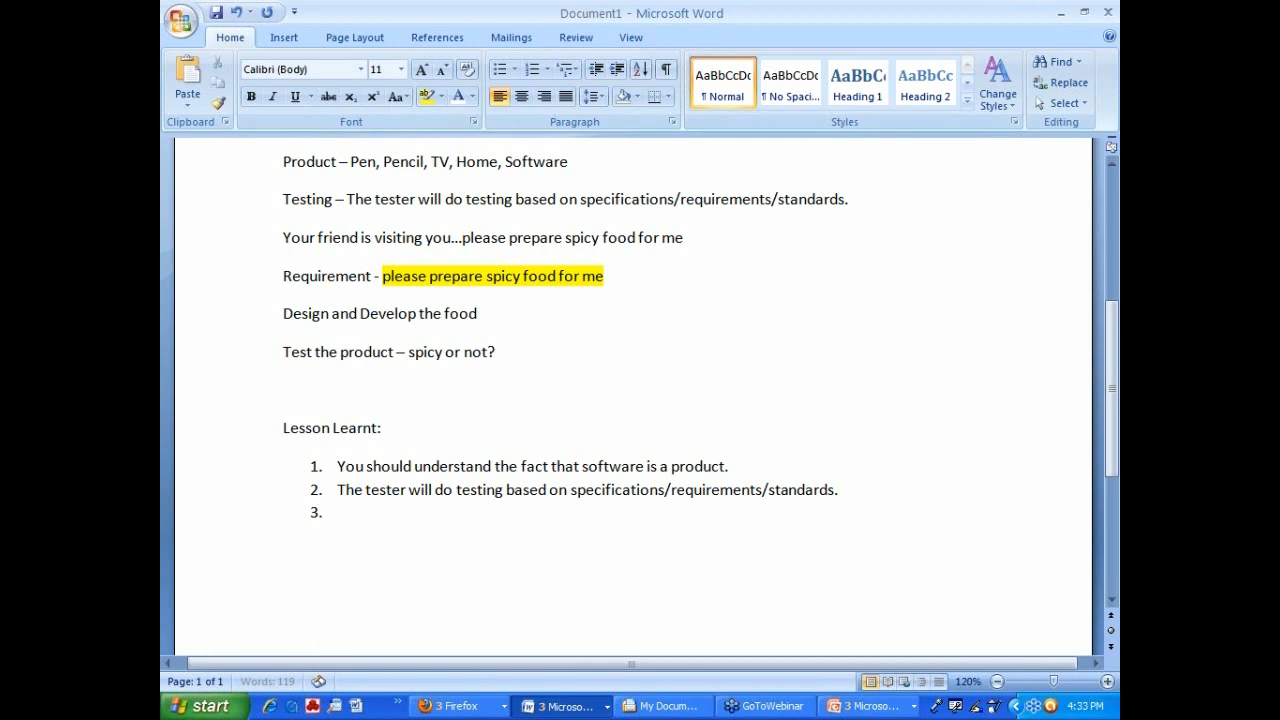 Document1 - Microsoft Word
Home Insert Page Layout References Mailings Review View
Paste
Calibri (Body) 11
AaBbCcDc AaBbCcDc AaBbC AaBbCc
¶ Normal ¶ No Spaci... Heading 1 Heading 2
Change Styles
Find
Replace
Select
Clipboard Font Paragraph Styles Editing
Product – Pen, Pencil, TV, Home, Software
Testing – The tester will do testing based on specifications/requirements/standards.
Your friend is visiting you...please prepare spicy food for me
Requirement - please prepare spicy food for me
Design and Develop the food
Test the product – spicy or not?
Lesson Learnt:
1. You should understand the fact that software is a product.
2. The tester will do testing based on specifications/requirements/standards.
3.
Page: 1 of 1 Words: 119 120%
start 3 Firefox 3 Microso... My Docum... GoToWebinar 3 Microso... 4:33 PM